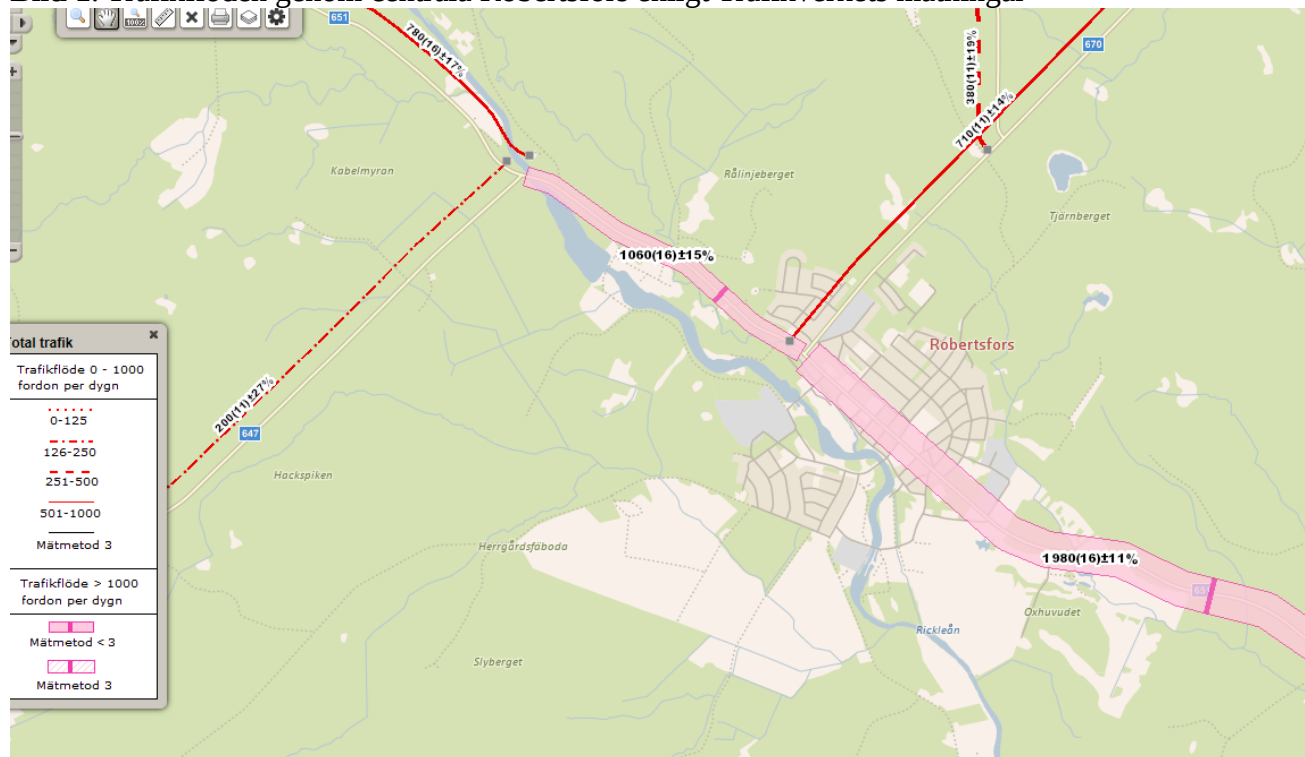 651
670
780(16)±17%
380(11)±19%
710(11)±14%
Kabelmyran
Rålinjeberget
Tjärnberget
1060(16)±15%
Robertsfors
200(11)±27%
647
Hackspiken
Herrgårdsfäboda
1980(16)±11%
Oxhuvudet
Rickleån
Slyberget
100%
otal trafik
Trafikflöde 0 - 1000
fordon per dygn
0-125
126-250
251-500
501-1000
Mätmetod 3
Trafikflöde > 1000
fordon per dygn
Mätmetod < 3
Mätmetod 3